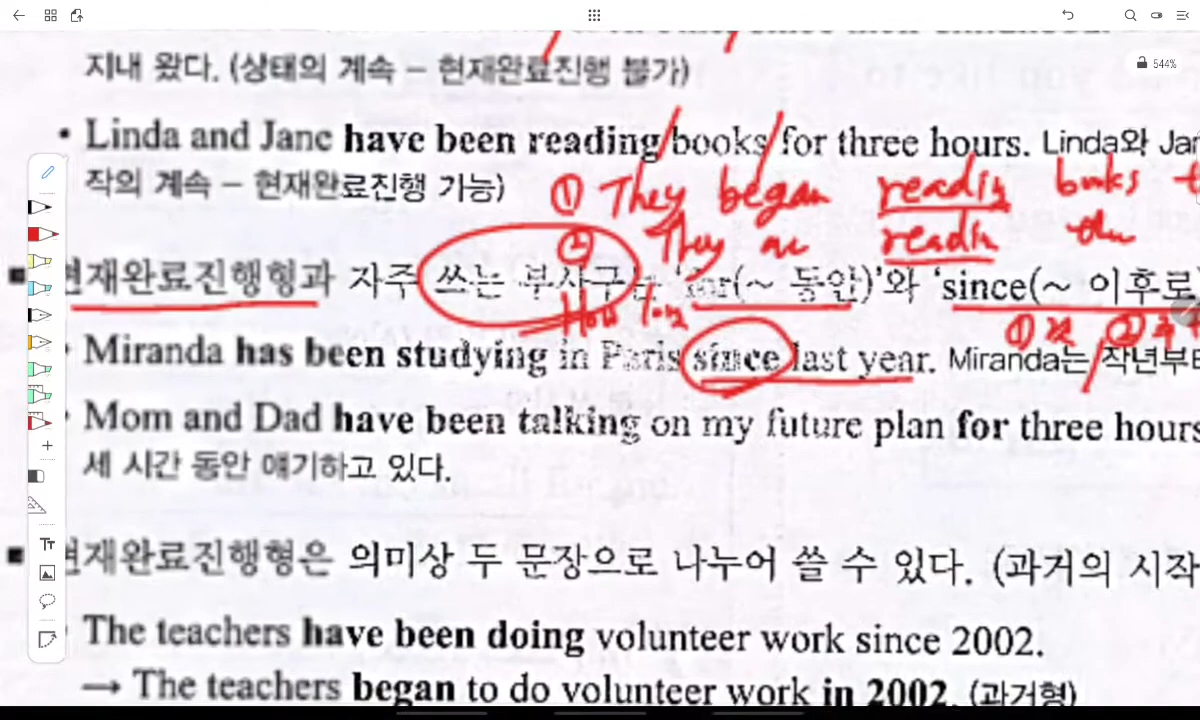 544%
지내 왔다. (상태의 계속 – 현재완료진행 불가)
• Linda and Jane have been reading books for three hours. Linda와 Jan
작의 계속 – 현재완료진행 가능)
① They began readin books
② They are readin the
■ 현재완료진행형과 자주 쓰는 부사구는 'for(~ 동안)'와 'since(~ 이후로
How long
① ②
Miranda has been studying in Paris since last year. Miranda는 작년부터
Mom and Dad have been talking on my future plan for three hours
세 시간 동안 얘기하고 있다.
■ 현재완료진행형은 의미상 두 문장으로 나누어 쓸 수 있다. (과거의 시작
The teachers have been doing volunteer work since 2002.
→ The teachers began to do volunteer work in 2002. (과거형)
Tт